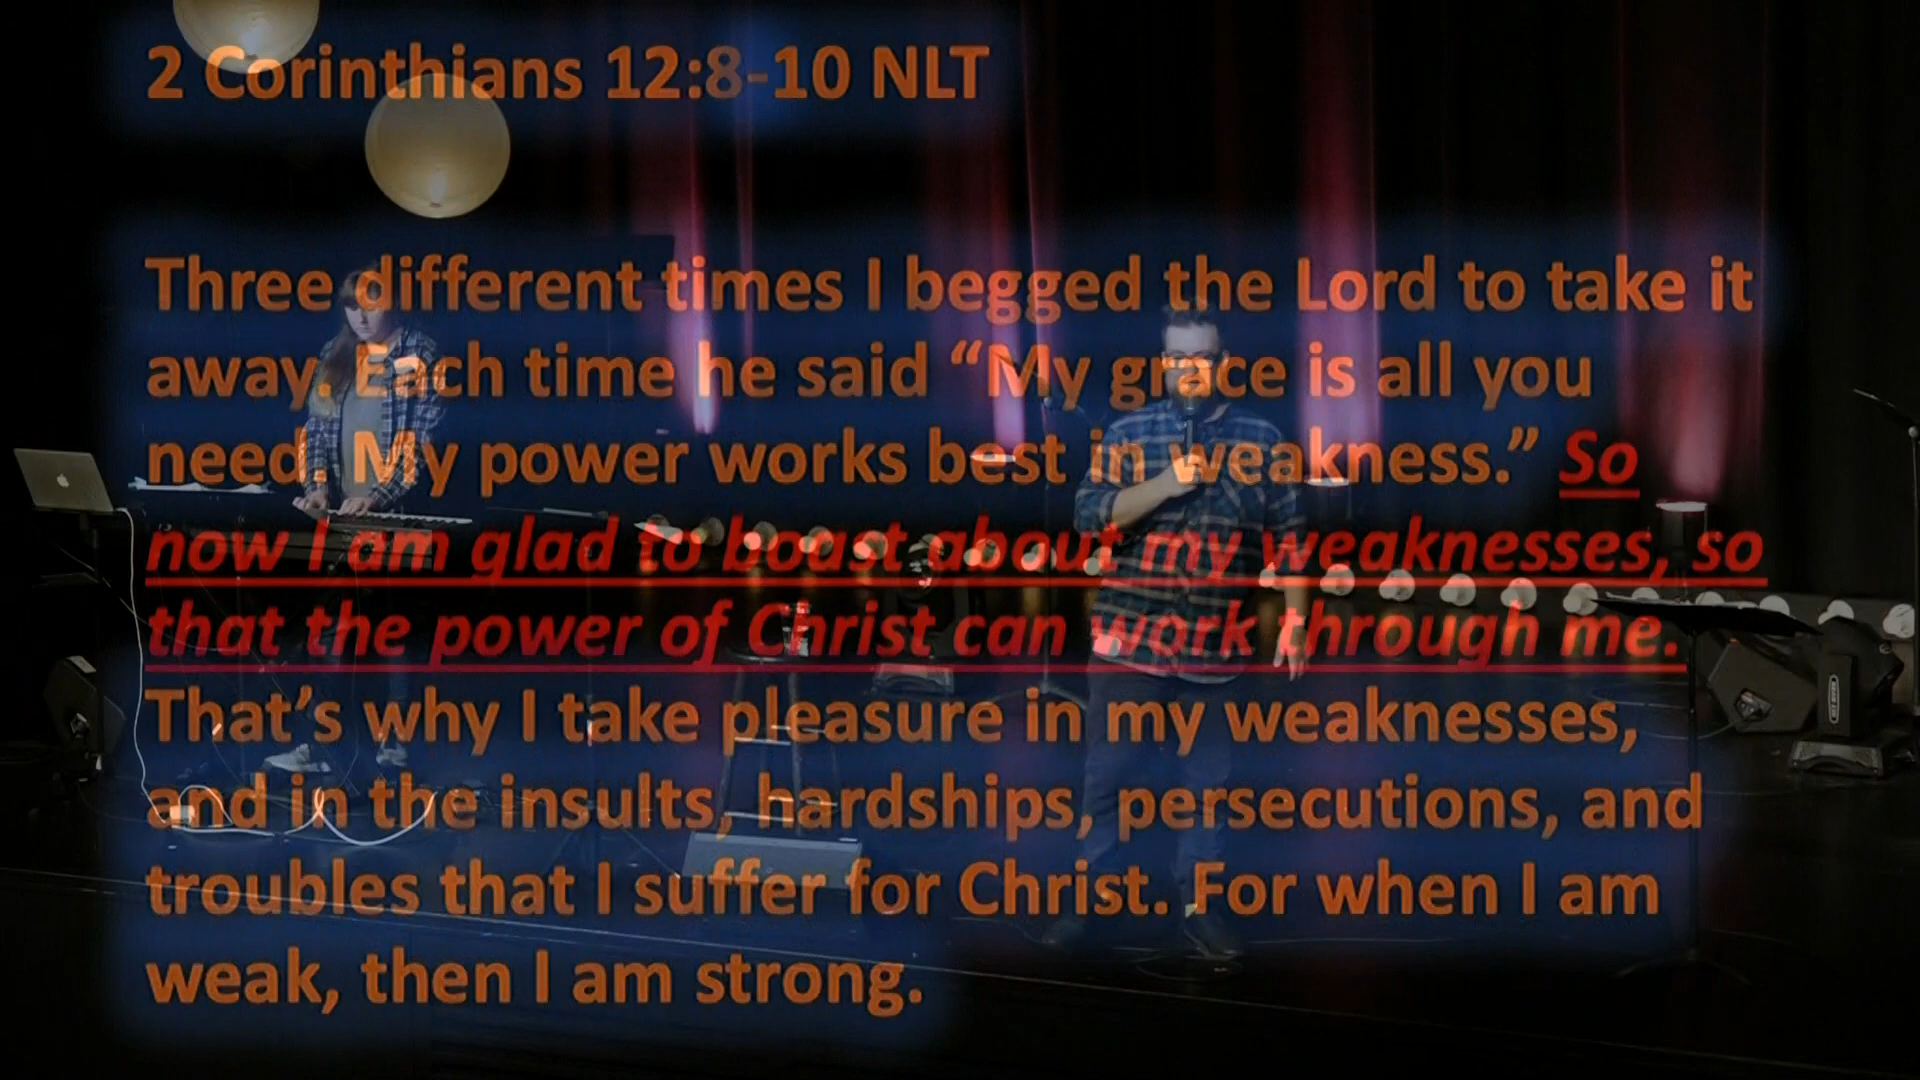 2 Corinthians 12:8-10 NLT
Three different times I begged the Lord to take it
away. Each time he said “My grace is all you
need. My power works best in weakness.” So
now I am glad to boast about my weaknesses, so
that the power of Christ can work through me.
That’s why I take pleasure in my weaknesses,
and in the insults, hardships, persecutions, and
troubles that I suffer for Christ. For when I am
weak, then I am strong.